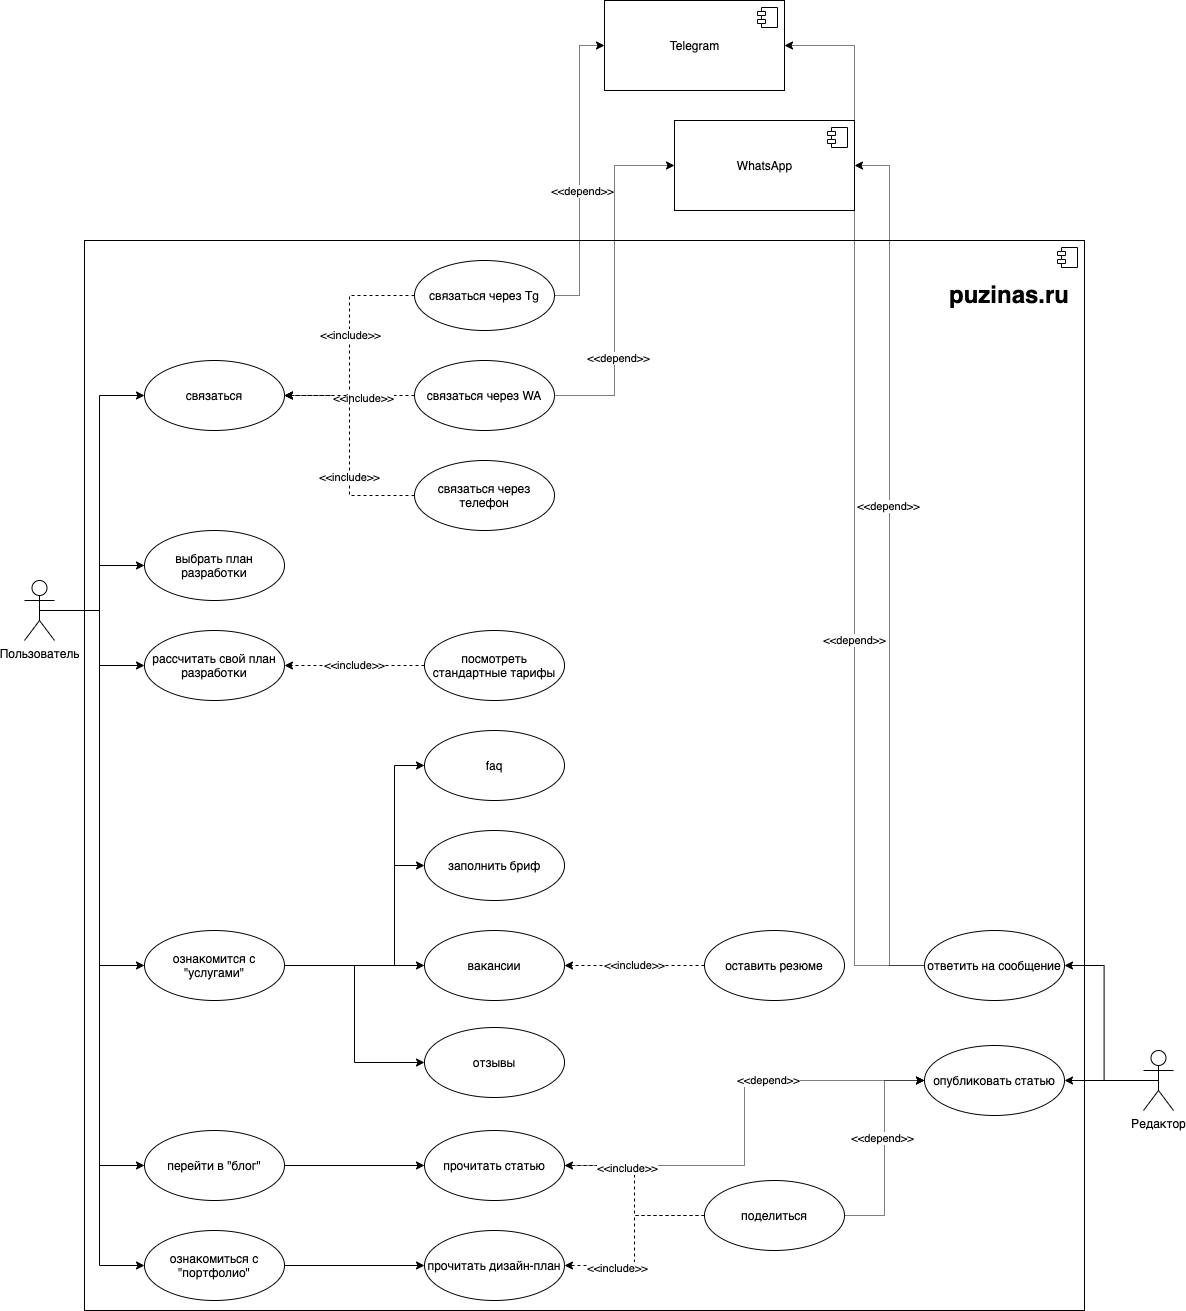 Telegram
WhatsApp
<<depend>>
puzinas.ru
связаться через Tg
<<include>>
<<depend>>
связаться
<<include>>
связаться через WA
<<include>>
связаться через
телефон
<<depend>>
выбрать план
разработки
Пользователь
<<depend>>
рассчитать свой план
разработки
<<include>>
посмотреть
стандартные тарифы
faq
заполнить бриф
ознакомится с
"услугами"
вакансии
<<include>>
оставить резюме
ответить на сообщение
отзывы
<<depend>>
опубликовать статью
Редактор
<<depend>>
перейти в "блог"
прочитать статью
<<include>>
поделиться
ознакомиться с
"портфолио"
прочитать дизайн-план
<<include>>